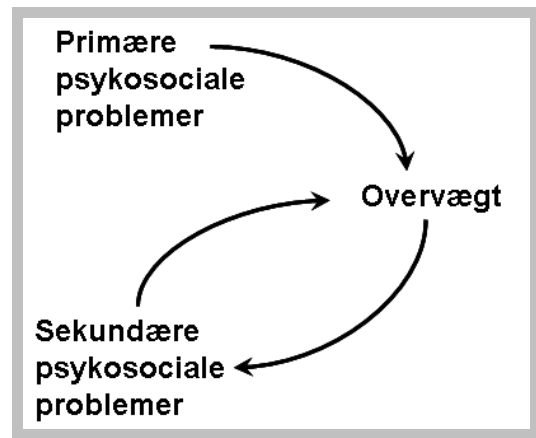 Primære
psykosociale
problemer
Overvægt
Sekundære
psykosociale
problemer